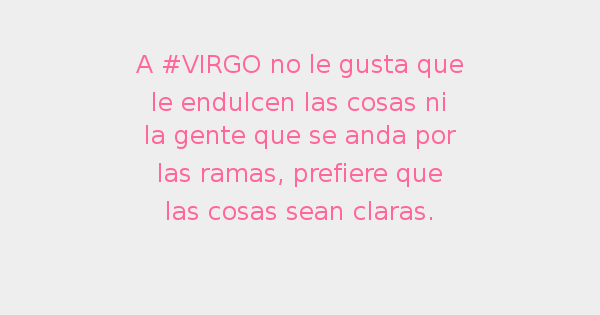 A #VIRGO no le gusta que
le endulcen las cosas ni
la gente que se anda por
las ramas, prefiere que
las cosas sean claras.